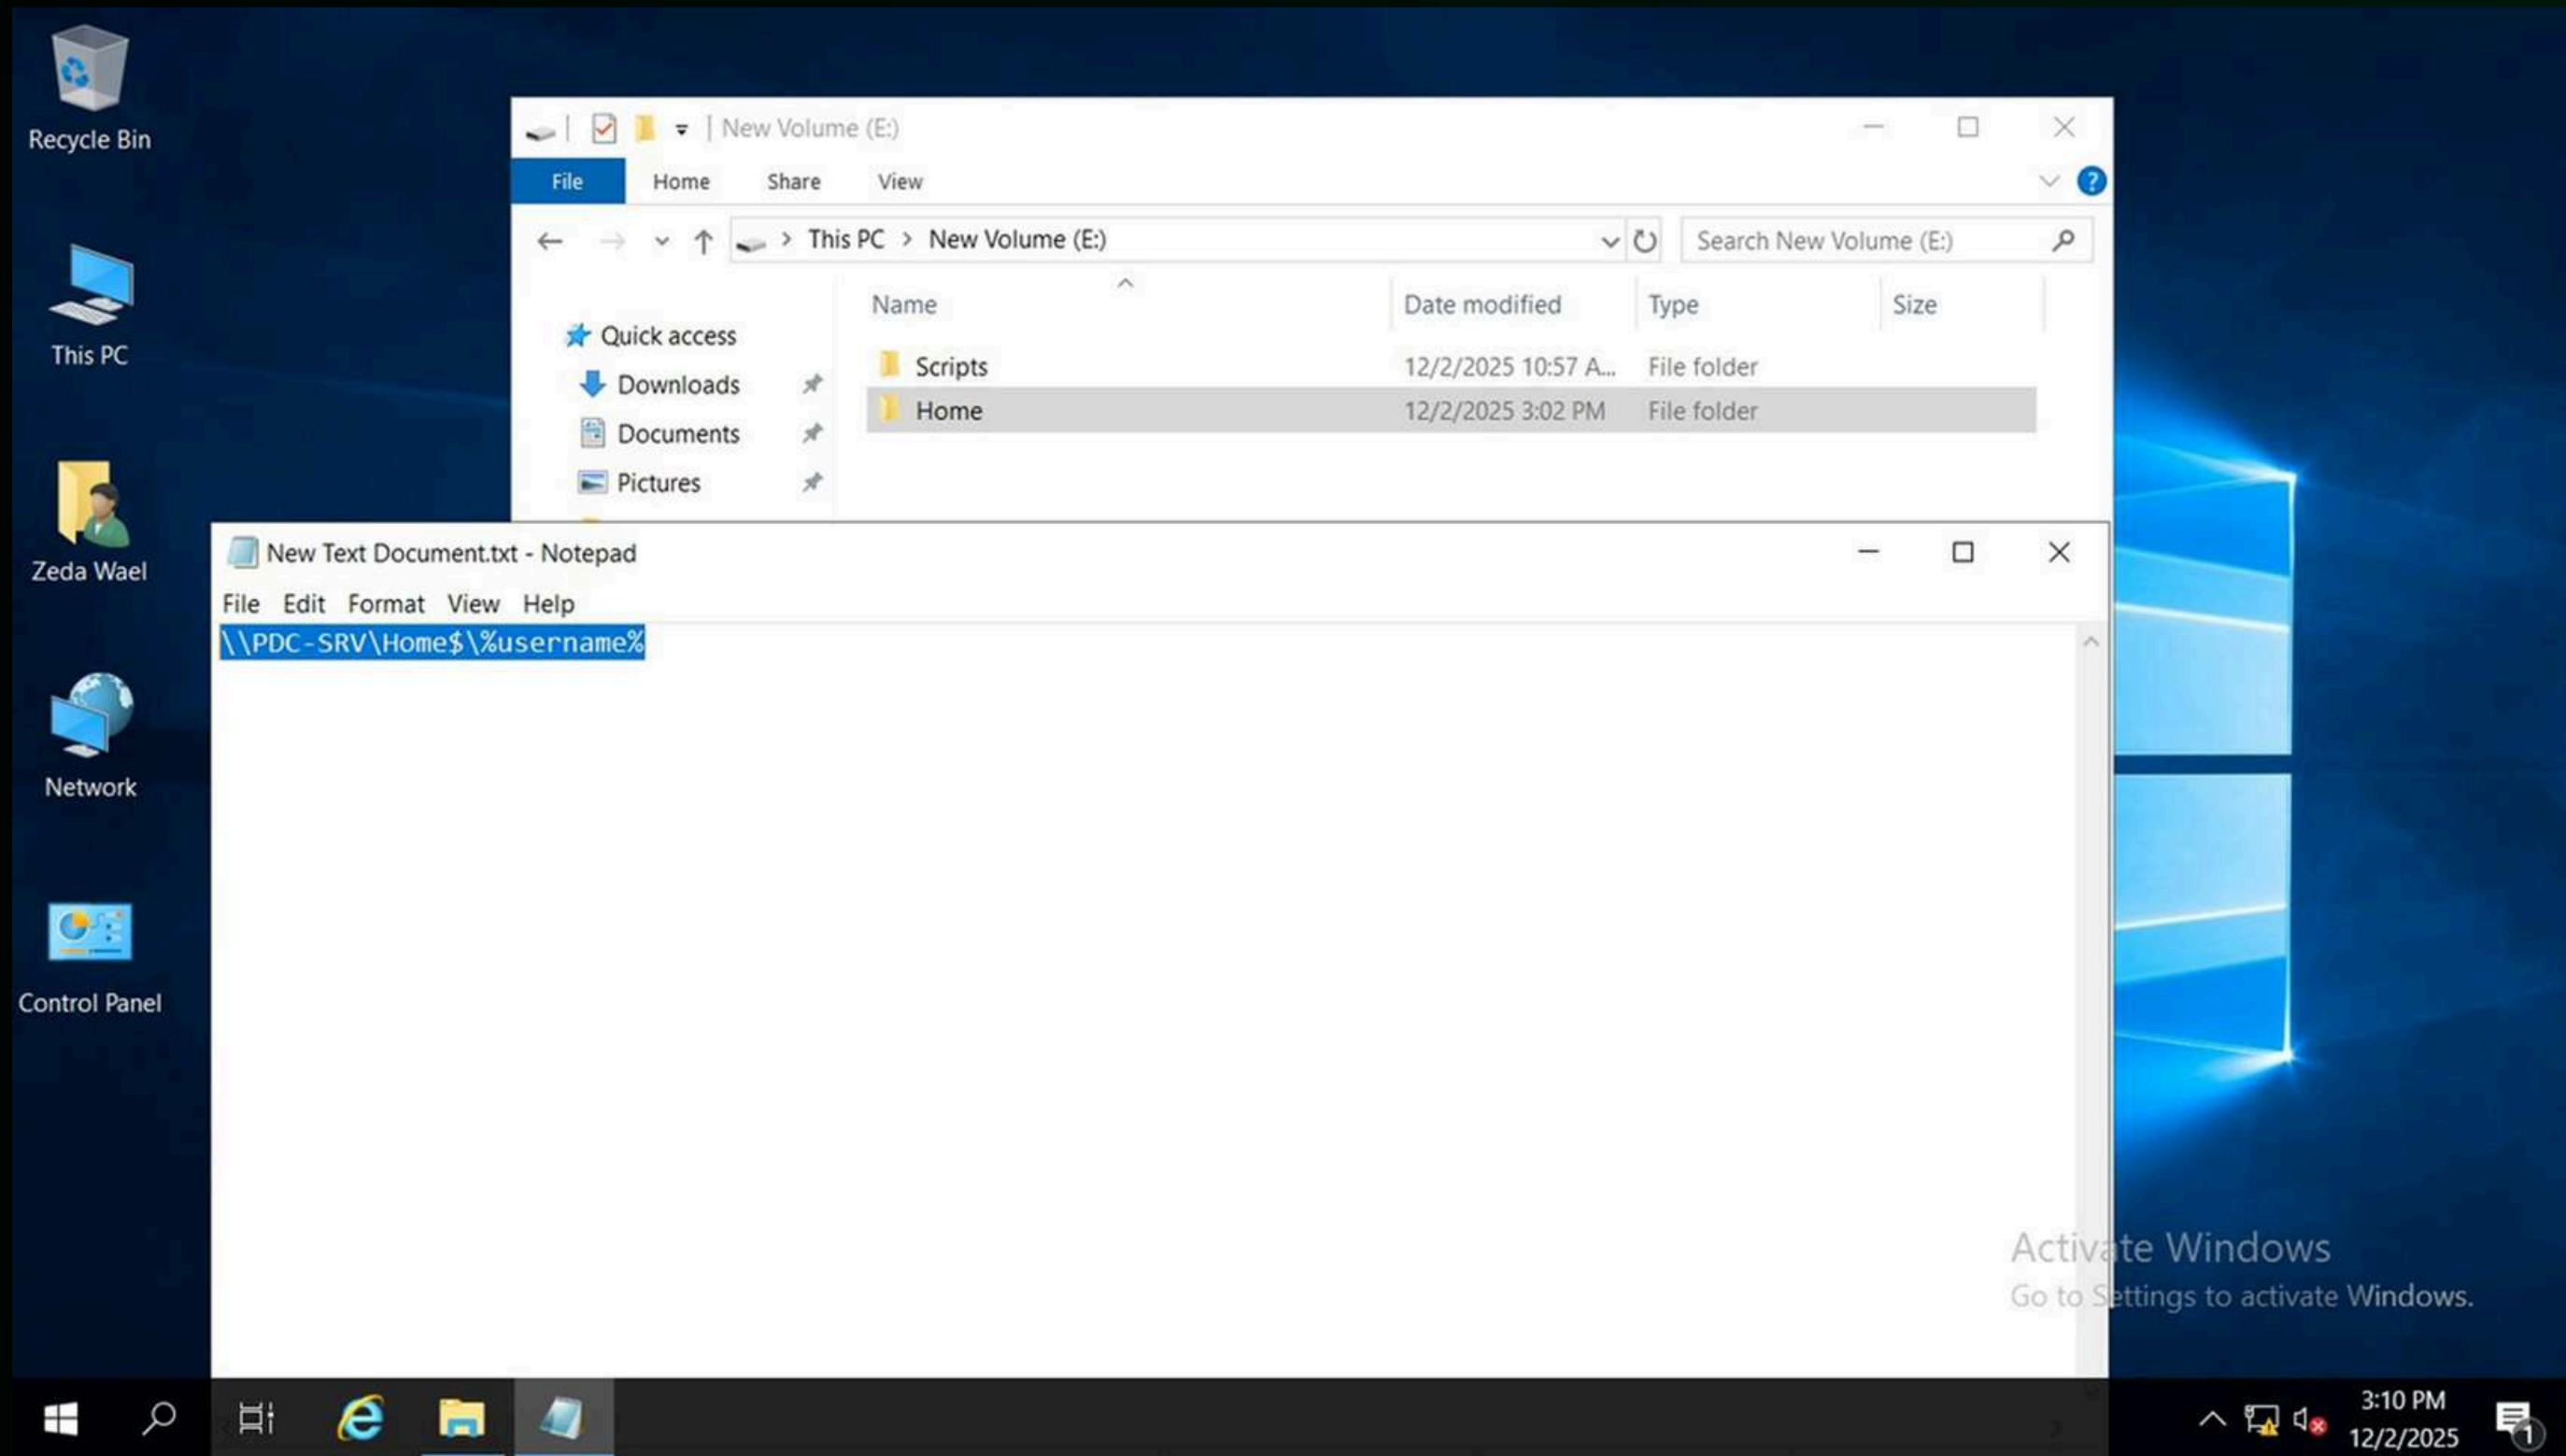 Recycle Bin
This PC
Zeda Wael
Network
Control Panel
New Volume (E:)
File Home Share View
This PC > New Volume (E:)
Search New Volume (E:)
Name Date modified Type Size
Quick access
Downloads
Documents
Pictures
Scripts 12/2/2025 10:57 A... File folder
Home 12/2/2025 3:02 PM File folder
New Text Document.txt - Notepad
File Edit Format View Help
\\PDC-SRV\Home$\%username%
Activate Windows
Go to Settings to activate Windows.
3:10 PM
12/2/2025
1